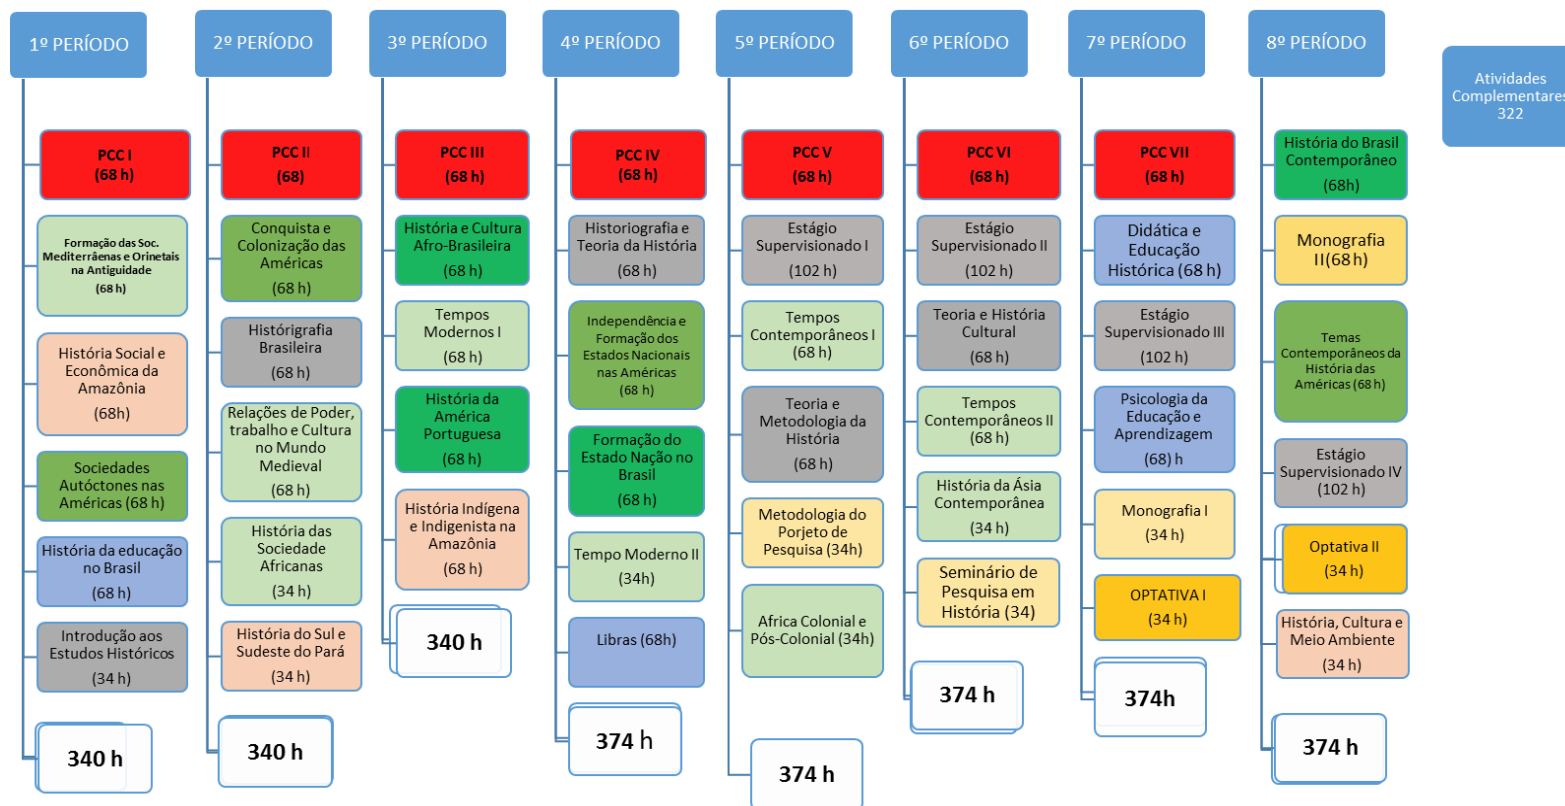 1º PERÍODO
PCC I
(68 h)
Formação das Soc.
Mediterrâenas e Orinetais
na Antiguidade
(68 h)
História Social e
Econômica da
Amazônia
(68h)
Sociedades
Autóctones nas
Américas (68 h)
História da educação
no Brasil
(68 h)
Introdução aos
Estudos Históricos
(34 h)
340 h
2º PERÍODO
PCC II
(68)
Conquista e
Colonização das
Américas
(68 h)
Histórigrafia
Brasileira
(68 h)
Relações de Poder,
trabalho e Cultura
no Mundo
Medieval
(68 h)
História das
Sociedade
Africanas
(34 h)
História do Sul e
Sudeste do Pará
(34 h)
340 h
3º PERÍODO
PCC III
(68 h)
História e Cultura
Afro-Brasileira
(68 h)
Tempos
Modernos I
(68 h)
História da
América
Portuguesa
(68 h)
História Indígena
e Indigenista na
Amazônia
(68 h)
340 h
4º PERÍODO
PCC IV
(68 h)
Historiografia e
Teoria da História
(68 h)
Independência e
Formação dos
Estados Nacionais
nas Américas
(68 h)
Formação do
Estado Nação no
Brasil
(68 h)
Tempo Moderno II
(34h)
Libras (68h)
374 h
5º PERÍODO
PCC V
(68 h)
Estágio
Supervisionado I
(102 h)
Tempos
Contemporâneos I
(68 h)
Teoria e
Metodologia da
História
(68 h)
Metodologia do
Porjeto de
Pesquisa (34h)
Africa Colonial e
Pós-Colonial (34h)
374 h
6º PERÍODO
PCC VI
(68 h)
Estágio
Supervisionado II
(102 h)
Teoria e História
Cultural
(68 h)
Tempos
Contemporâneos II
(68 h)
História da Ásia
Contemporânea
(34 h)
Seminário de
Pesquisa em
História (34)
374 h
7º PERÍODO
PCC VII
(68 h)
Didática e
Educação
Histórica (68 h)
Estágio
Supervisionado III
(102 h)
Psicologia da
Educação e
Aprendizagem
(68) h
Monografia I
(34 h)
OPTATIVA I
(34 h)
374h
8º PERÍODO
História do Brasil
Contemporâneo
(68h)
Monografia
II(68 h)
Temas
Contemporâneos da
História das
Américas (68 h)
Estágio
Supervisionado IV
(102 h)
Optativa II
(34 h)
História, Cultura e
Meio Ambiente
(34 h)
374 h
Atividades
Complementares
322